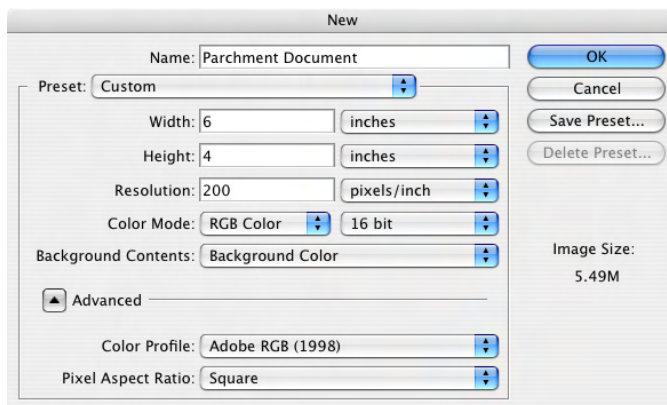 New
Name: Parchment Document
OK
Preset: Custom
Cancel
Width: 6 inches
Save Preset...
Height: 4 inches
Delete Preset...
Resolution: 200 pixels/inch
Color Mode: RGB Color 16 bit
Background Contents: Background Color
Image Size:
5.49M
Advanced
Color Profile: Adobe RGB (1998)
Pixel Aspect Ratio: Square